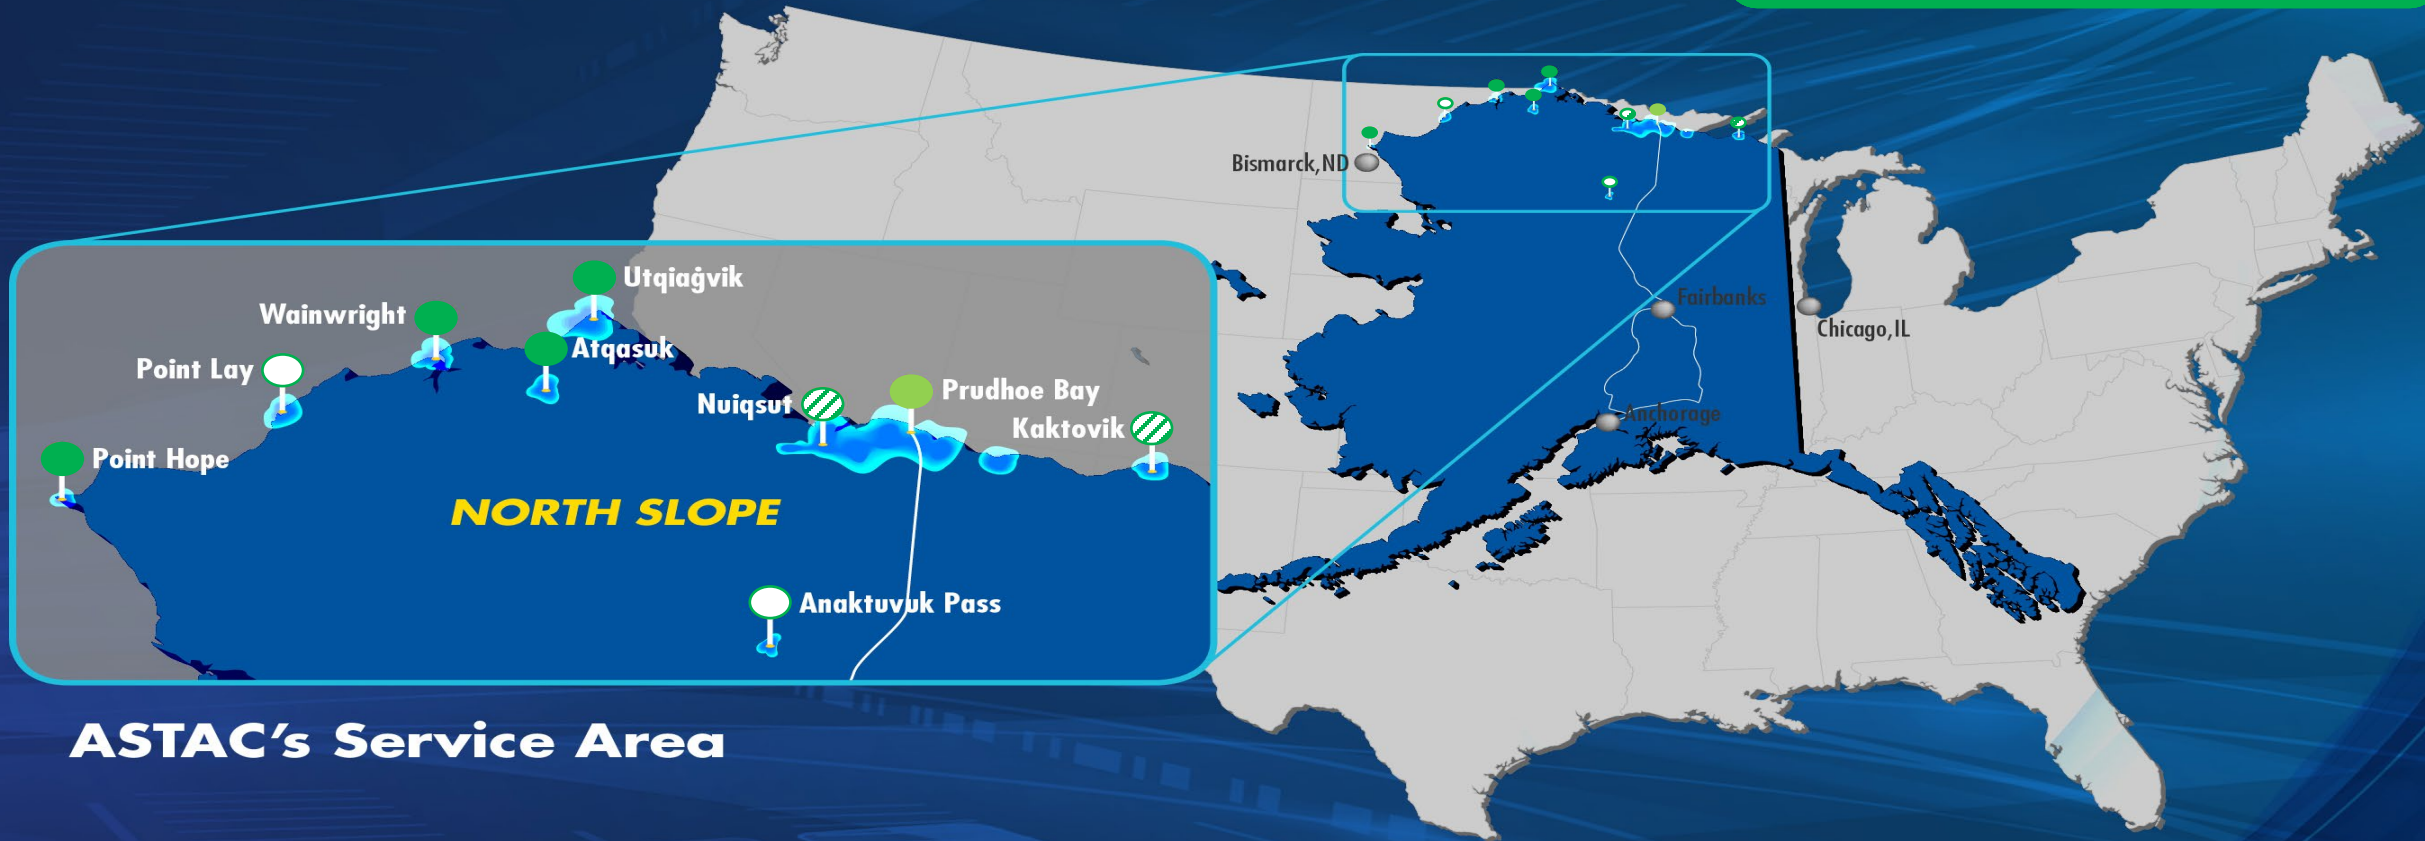 Bismarck,ND
Fairbanks
Chicago,IL
Anchorage
Utqiaġvik
Wainwright
Atqasuk
Point Lay
Nuiqsut
Prudhoe Bay
Kaktovik
Point Hope
NORTH SLOPE
Anaktuvuk Pass
ASTAC’s Service Area